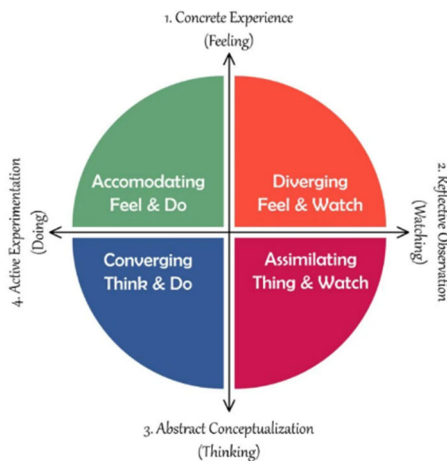 1. Concrete Experience
(Feeling)
Accomodating
Feel & Do
Diverging
Feel & Watch
2. Reflective Observation
(Watching)
4. Active Experimentation
(Doing)
Converging
Think & Do
Assimilating
Thing & Watch
3. Abstract Conceptualization
(Thinking)